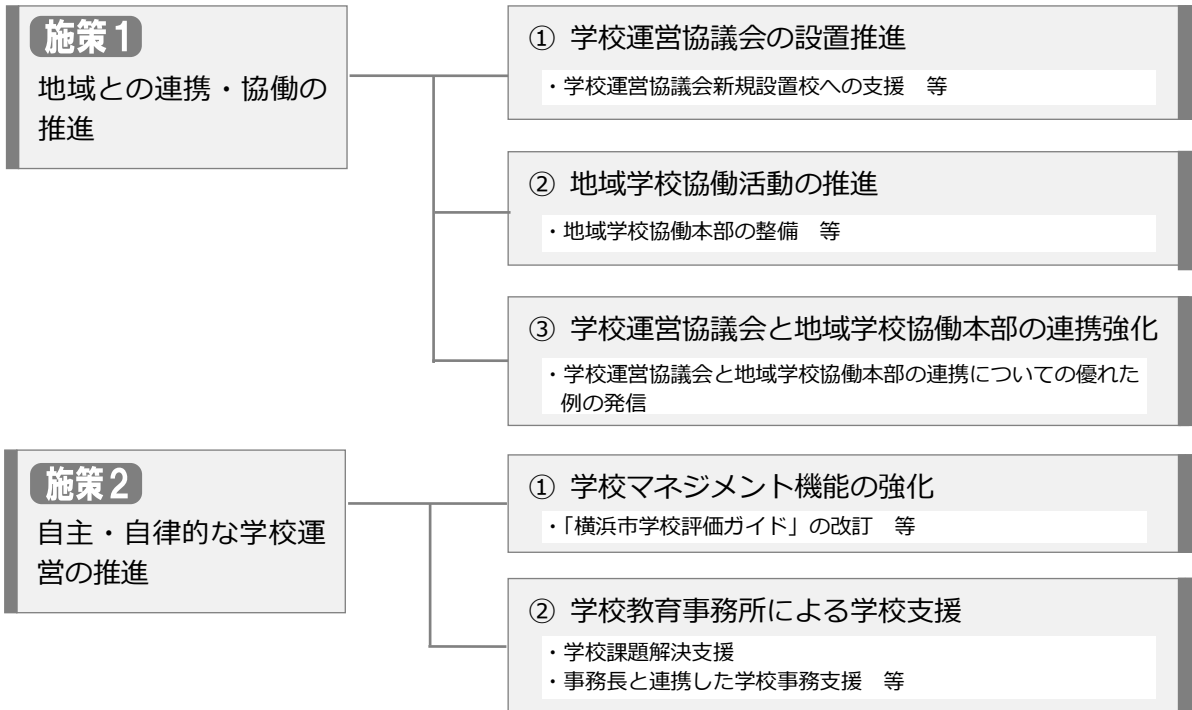 施策1
地域との連携・協働の
推進
① 学校運営協議会の設置推進
・学校運営協議会新規設置校への支援　等
② 地域学校協働活動の推進
・地域学校協働本部の整備　等
③ 学校運営協議会と地域学校協働本部の連携強化
・学校運営協議会と地域学校協働本部の連携についての優れた
例の発信
施策2
自主・自律的な学校運
営の推進
① 学校マネジメント機能の強化
・「横浜市学校評価ガイド」の改訂　等
② 学校教育事務所による学校支援
・学校課題解決支援
・事務長と連携した学校事務支援　等